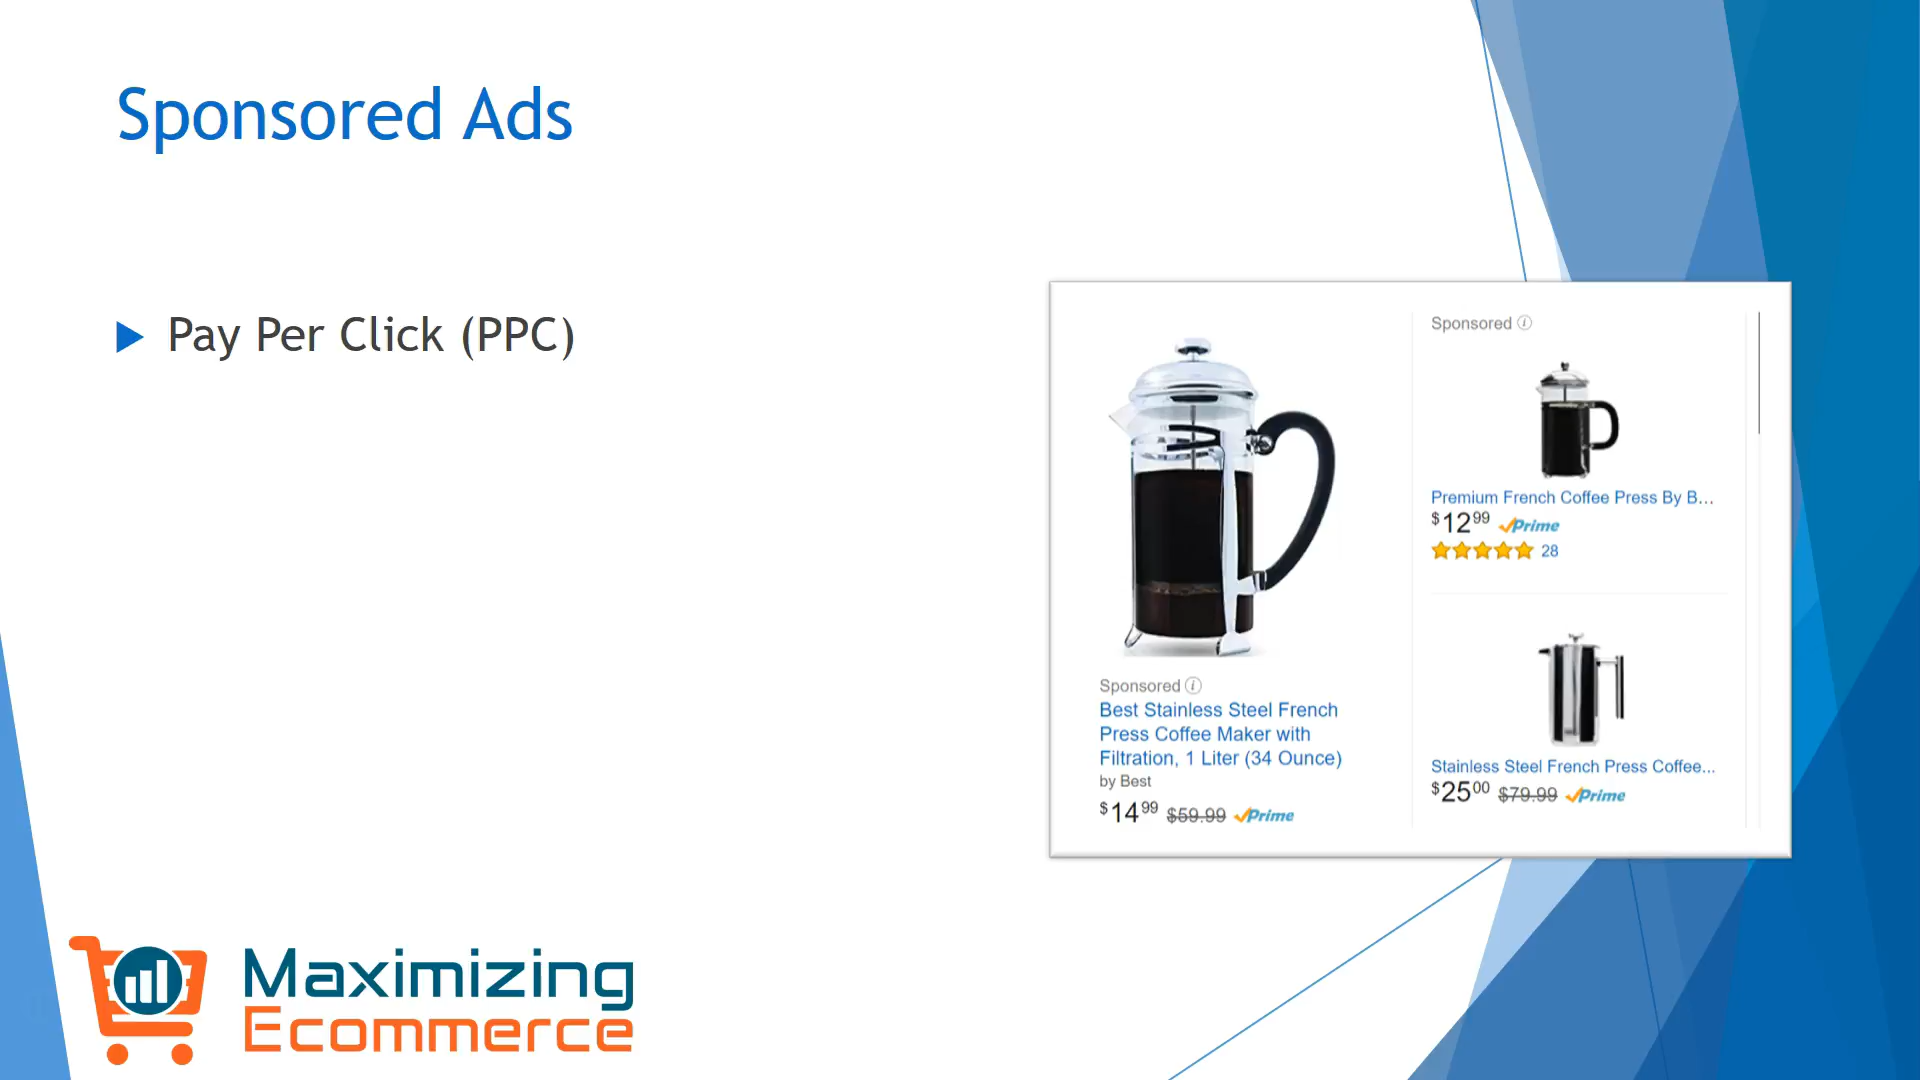 Sponsored Ads
Pay Per Click (PPC)
Sponsored
Best Stainless Steel French
Press Coffee Maker with
Filtration, 1 Liter (34 Ounce)
by Best
$14 99 $59.99 Prime
Sponsored
Premium French Coffee Press By B...
$12 99 Prime
28
Stainless Steel French Press Coffee...
$25 00 $79.99 Prime
Maximizing
Ecommerce